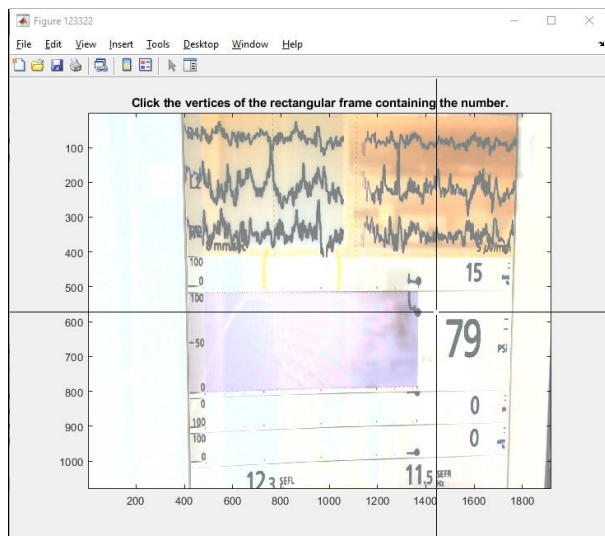 Figure 123322
File Edit View Insert Tools Desktop Window Help
Click the vertices of the rectangular frame containing the number.
100
200
300
400
500
600
700
800
900
1000
L2
100
0
15
100
50
0
79
PSi
0
100
0
100
0
0
12,3 SEFL
11,5 SEFR
Hz
200 400 600 800 1000 1200 1400 1600 1800